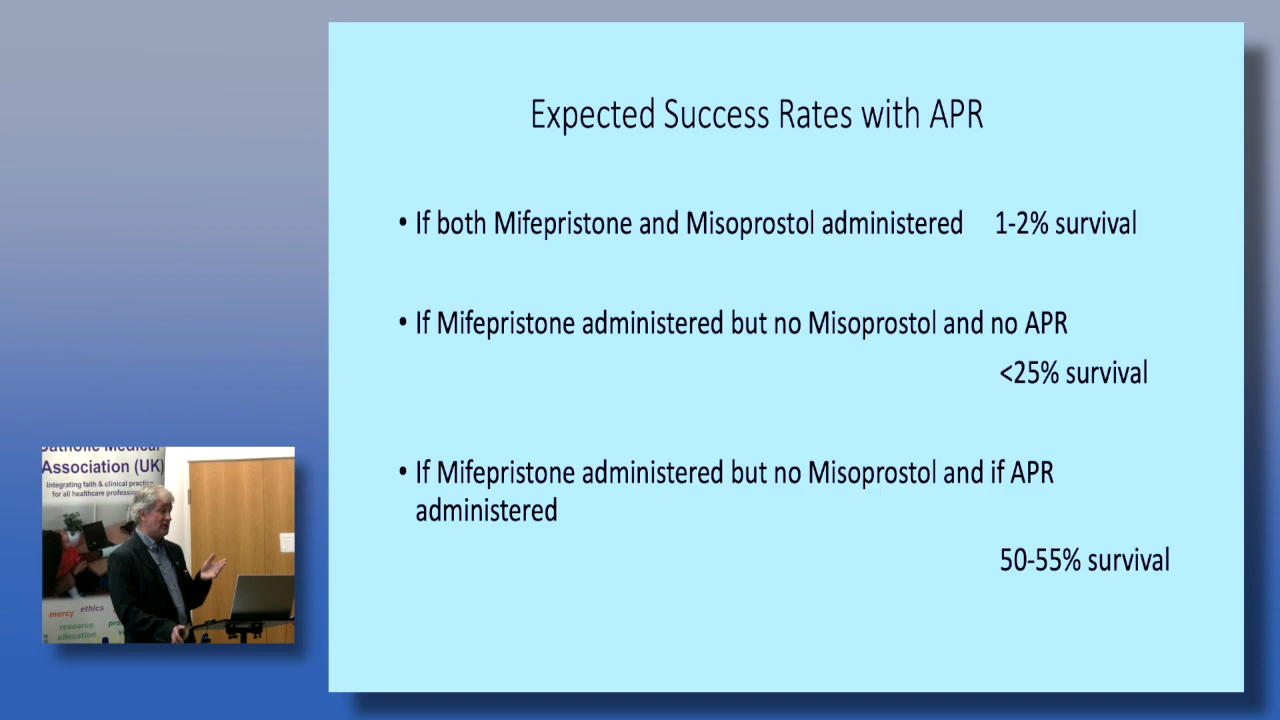 Expected Success Rates with APR
• If both Mifepristone and Misoprostol administered 1-2% survival
• If Mifepristone administered but no Misoprostol and no APR
<25% survival
• If Mifepristone administered but no Misoprostol and if APR
administered
50-55% survival
Catholic Medical
Association (UK)
Integrating faith & clinical practice
for all healthcare
mercy ethics
resource
allocation